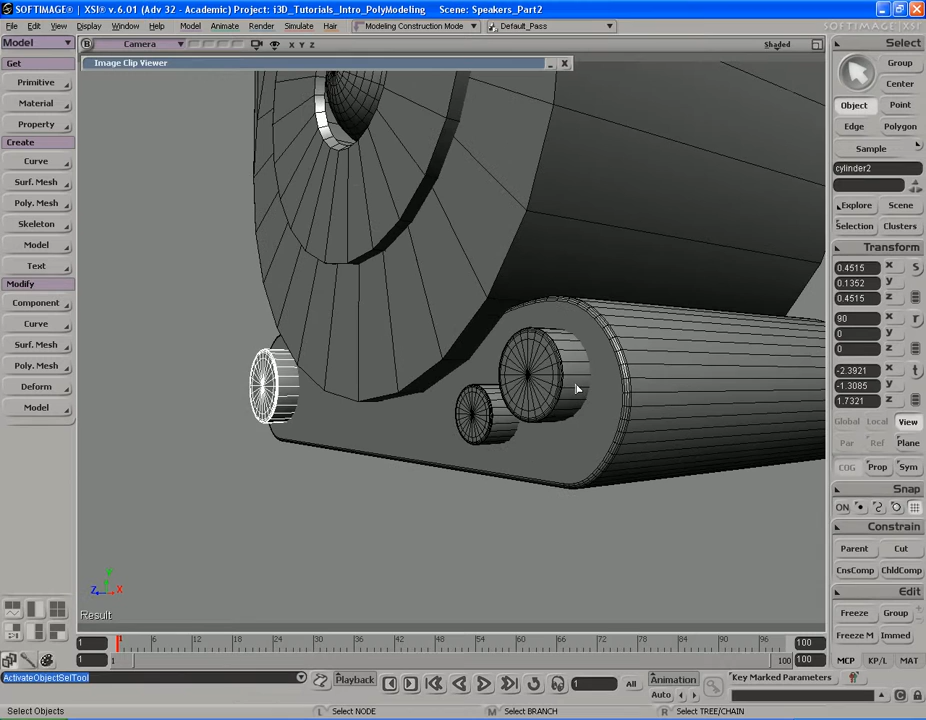 SOFTIMAGE® | XSI® v.6.01 (Adv 32 - Academic) Project: i3D_Tutorials_Intro_PolyModeling    Scene: Speakers_Part2
File Edit View Display Window Help Model Animate Render Simulate Hair Modeling Construction Mode Default_Pass SOFTIMAGE
Model
B Camera X Y Z Shaded
Image Clip Viewer
Get
Primitive
Material
Property
Create
Curve
Surf. Mesh
Poly. Mesh
Skeleton
Model
Text
Modify
Component
Curve
Surf. Mesh
Poly. Mesh
Deform
Model
Select
Group
Center
Object Point
Edge Polygon
Sample
cylinder2
Explore Scene
Selection Clusters
Transform
0.4515 x s
0.1352 y
0.4515 z
90 x r
0 y
0 z
-2.3921 x t
-1.3085 y
1.7321 z
Global Local View
Par Ref Plane
COG Prop Sym
Snap
ON
Constrain
Parent Cut
CnsComp ChldComp
Edit
Freeze Group
Freeze M Immed
MCP KP/L MAT
Y
Z X
Result
1 1 6 12 18 24 30 36 42 48 54 60 66 72 78 84 90 96 100
1 1 100 100
ActivateObjectSelTool
Playback 1 All Animation Key Marked Parameters
Auto
Select Objects L Select NODE M Select BRANCH R Select TREE/CHAIN